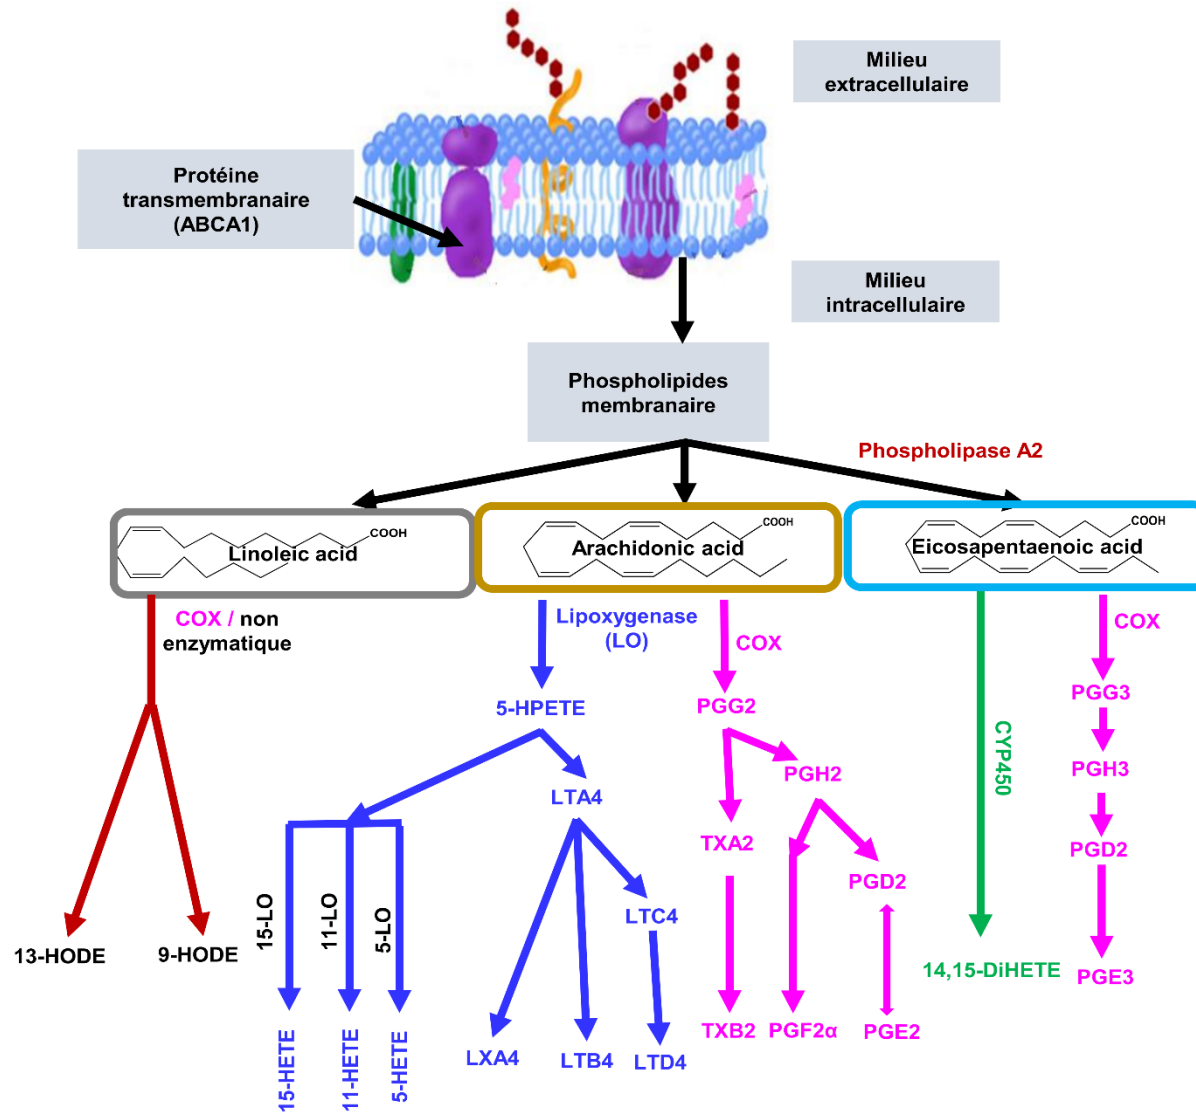 Milieu
extracellulaire
Protéine
transmembranaire
(ABCA1)
Milieu
intracellulaire
Phospholipides
membranaire
Phospholipase A2
COOH
Linoleic acid
COOH
Arachidonic acid
COOH
Eicosapentaenoic acid
COX / non
enzymatique
Lipoxygenase
(LO)
COX
COX
5-HPETE
PGG2
PGG3
CYP450
PGH2
PGH3
LTA4
TXA2
PGD2
PGD2
15-LO
11-LO
5-LO
LTC4
13-HODE
9-HODE
14,15-DiHETE
PGE3
15-HETE
11-HETE
5-HETE
LXA4
LTB4
LTD4
TXB2
PGF2α
PGE2